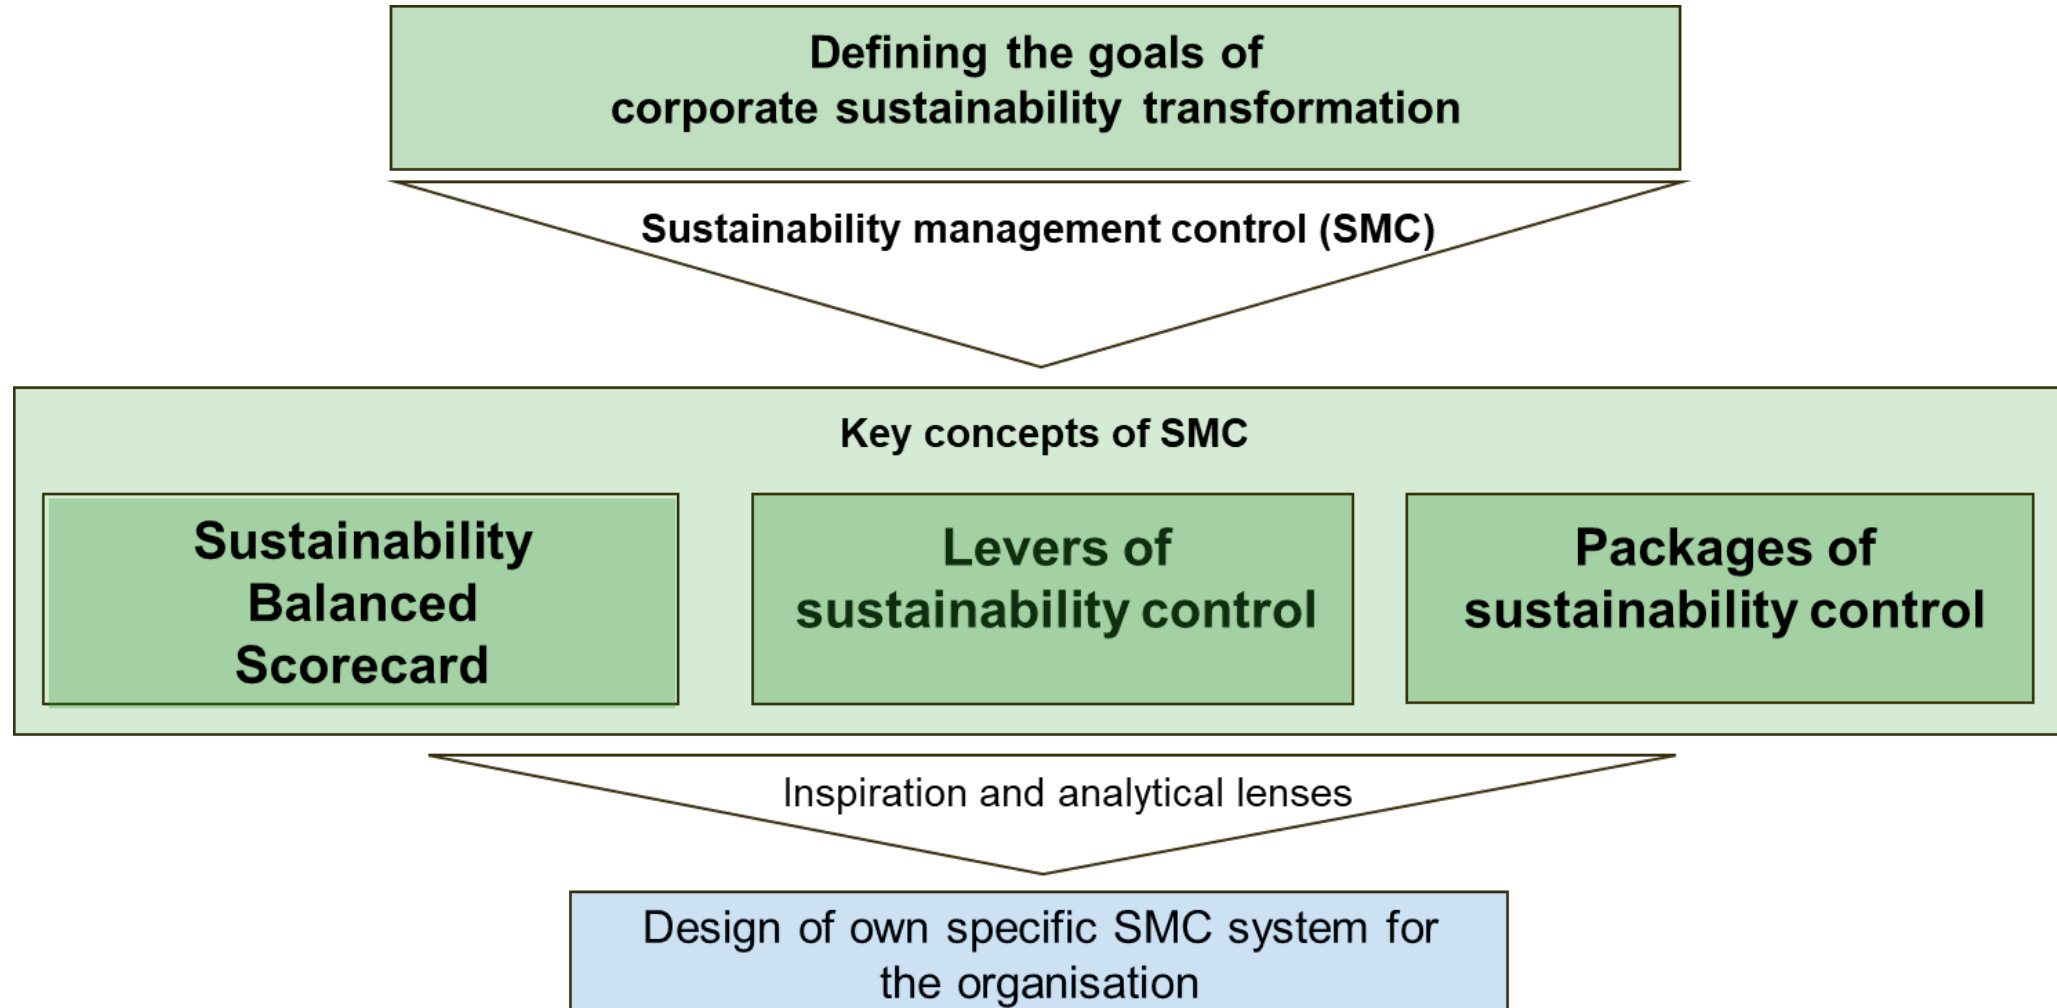 Defining the goals of
corporate sustainability transformation
Sustainability management control (SMC)
Key concepts of SMC
Sustainability
Balanced
Scorecard
Levers of
sustainability control
Packages of
sustainability control
Inspiration and analytical lenses
Design of own specific SMC system for
the organisation